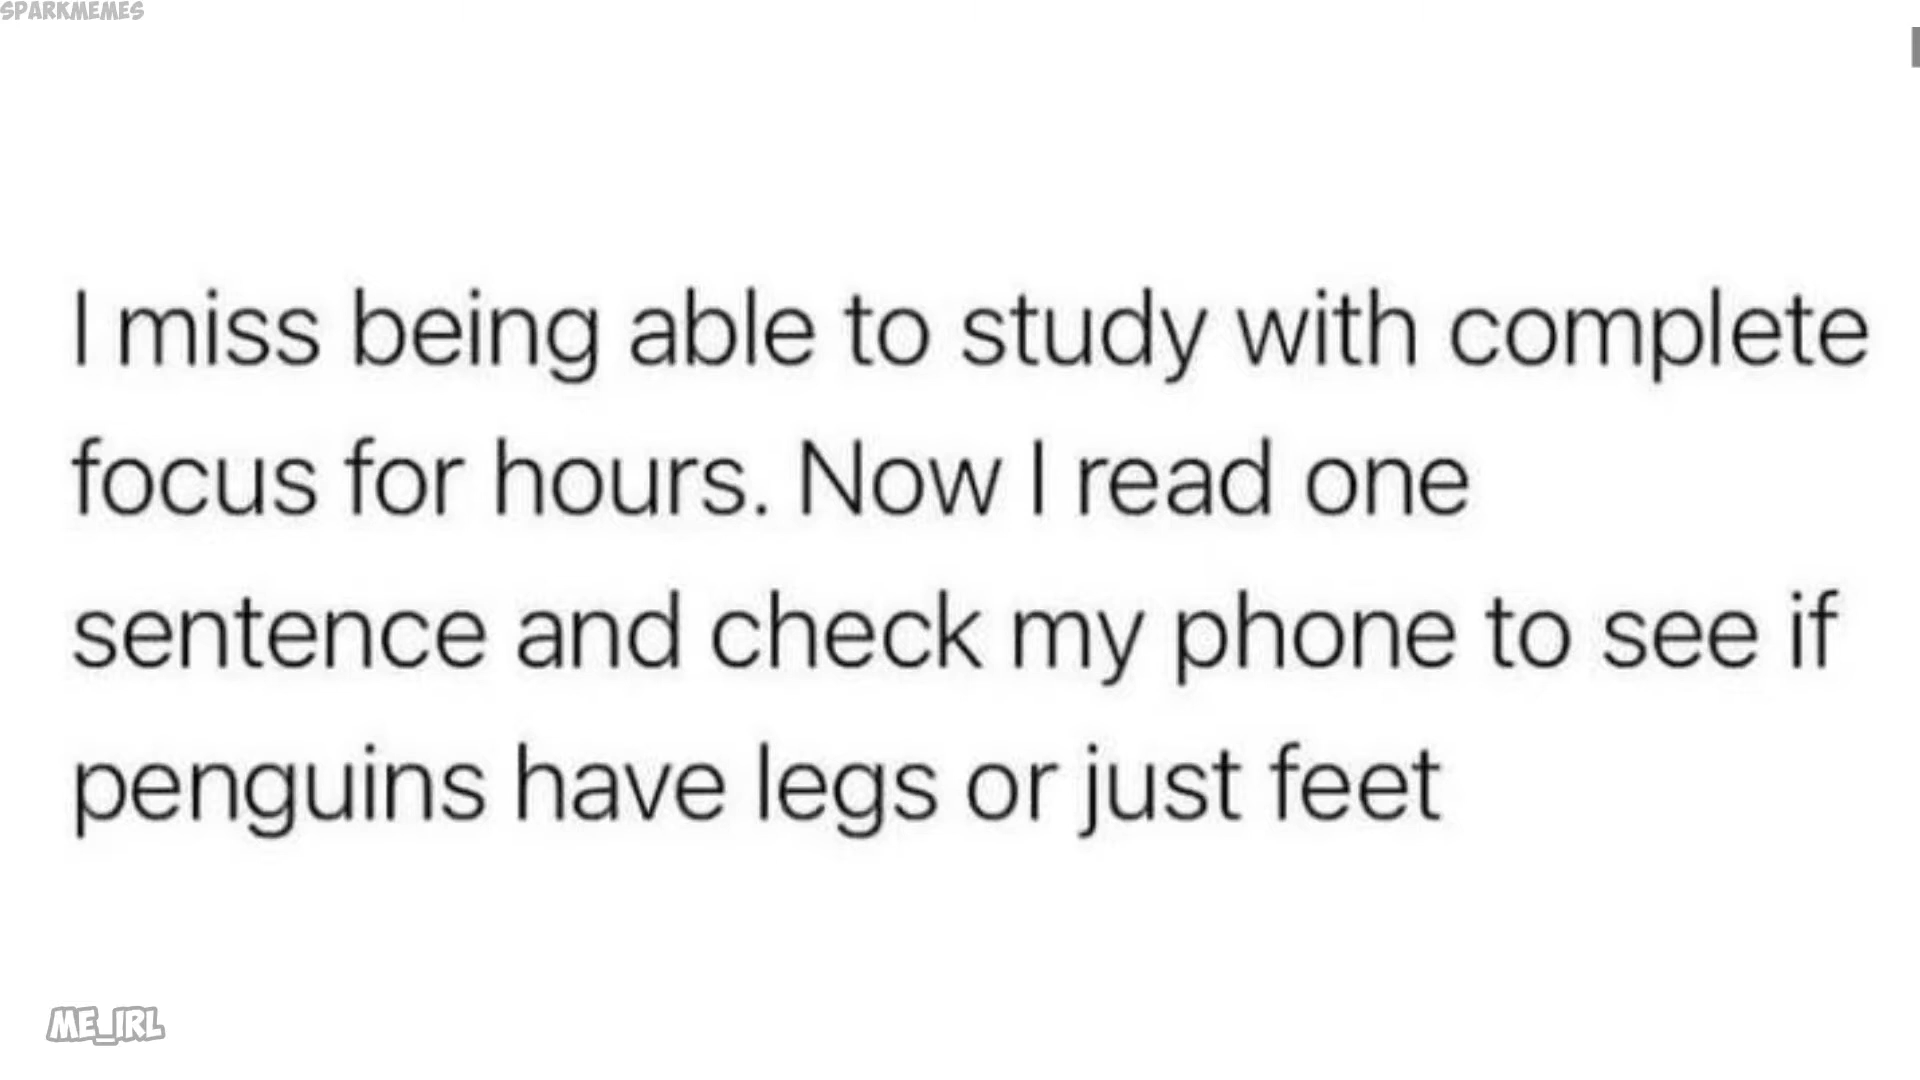 SPARKMEMES
I miss being able to study with complete
focus for hours. Now I read one
sentence and check my phone to see if
penguins have legs or just feet
ME_IRL